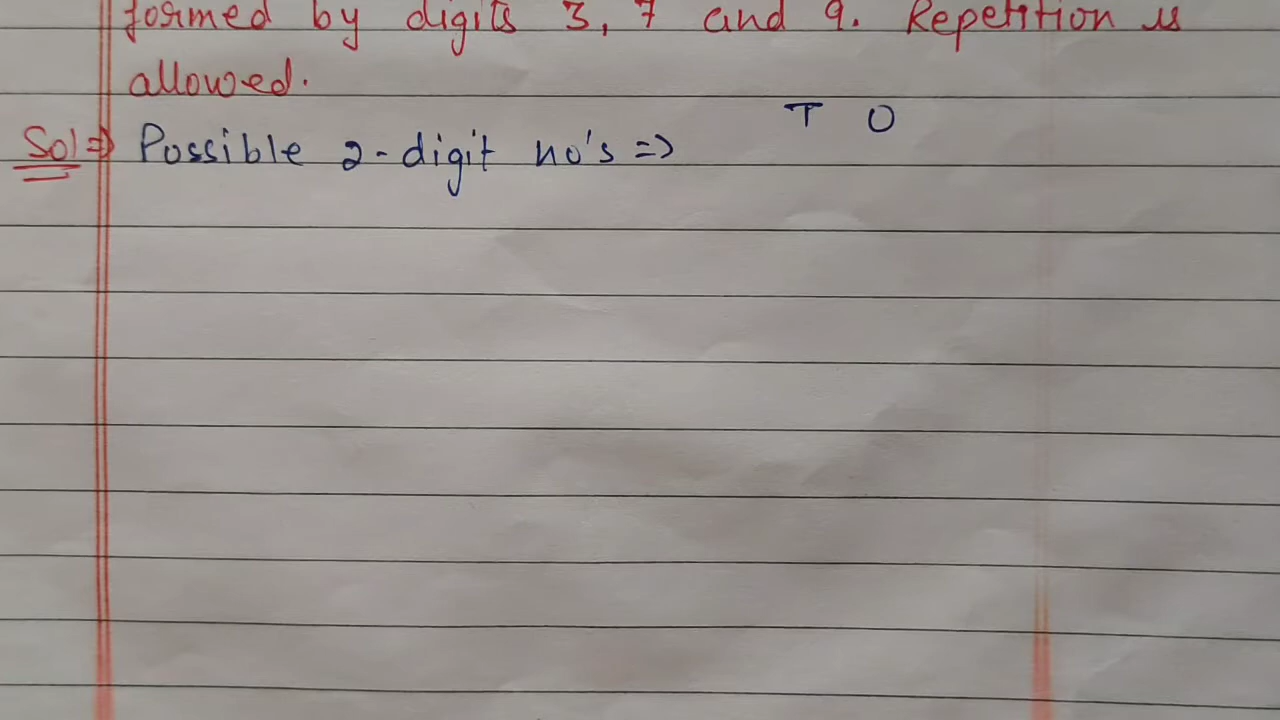 formed by digits 3, 7 and 9. Repetition is
allowed.
T O
Sol⇒ Possible 2-digit no's ⇒